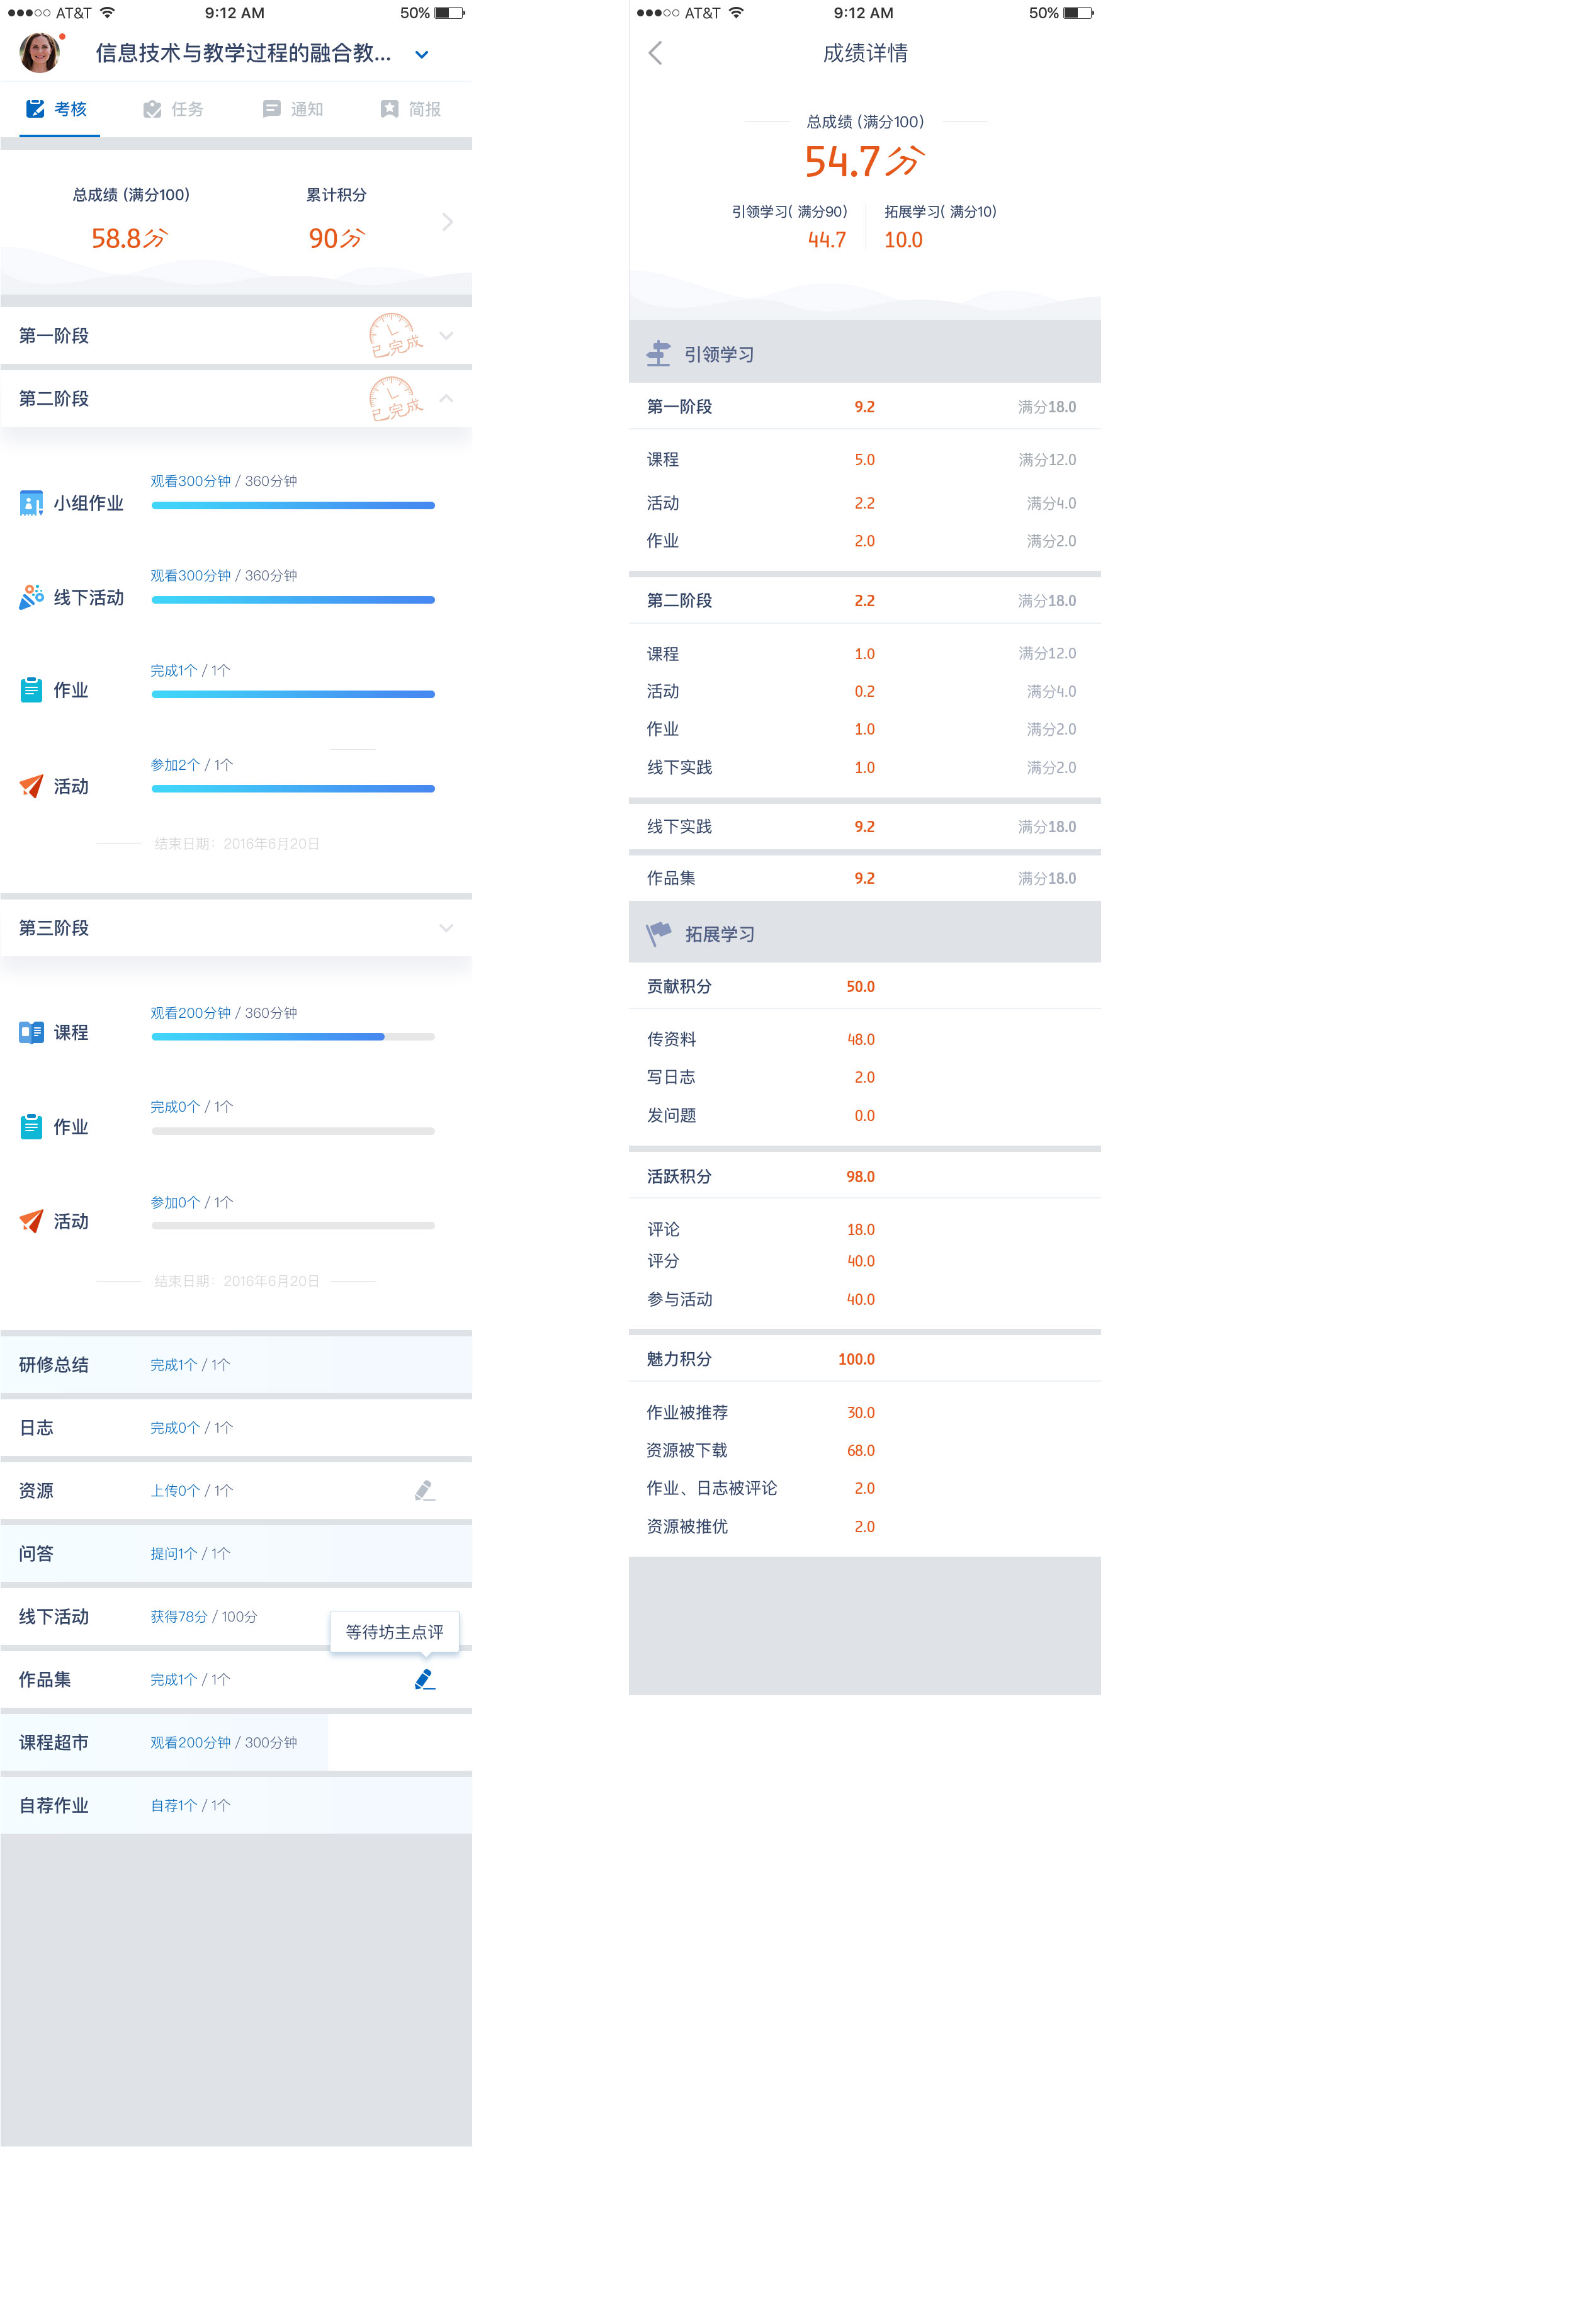 AT&T 9:12 AM 50%
信息技术与教学过程的融合教...
考核 任务 通知 简报
总成绩 (满分100) 累计积分
58.8分 90分
第一阶段 已完成
第二阶段 已完成
观看300分钟 / 360分钟
小组作业
观看300分钟 / 360分钟
线下活动
完成1个 / 1个
作业
参加2个 / 1个
活动
结束日期：2016年6月20日
第三阶段
观看200分钟 / 360分钟
课程
完成0个 / 1个
作业
参加0个 / 1个
活动
结束日期：2016年6月20日
研修总结 完成1个 / 1个
日志 完成0个 / 1个
资源 上传0个 / 1个
问答 提问1个 / 1个
线下活动 获得78分 / 100分
等待坊主点评
作品集 完成1个 / 1个
课程超市 观看200分钟 / 300分钟
自荐作业 自荐1个 / 1个
AT&T 9:12 AM 50%
成绩详情
总成绩 (满分100)
54.7分
引领学习( 满分90) 拓展学习( 满分10)
44.7 10.0
引领学习
第一阶段 9.2 满分18.0
课程 5.0 满分12.0
活动 2.2 满分4.0
作业 2.0 满分2.0
第二阶段 2.2 满分18.0
课程 1.0 满分12.0
活动 0.2 满分4.0
作业 1.0 满分2.0
线下实践 1.0 满分2.0
线下实践 9.2 满分18.0
作品集 9.2 满分18.0
拓展学习
贡献积分 50.0
传资料 48.0
写日志 2.0
发问题 0.0
活跃积分 98.0
评论 18.0
评分 40.0
参与活动 40.0
魅力积分 100.0
作业被推荐 30.0
资源被下载 68.0
作业、日志被评论 2.0
资源被推优 2.0